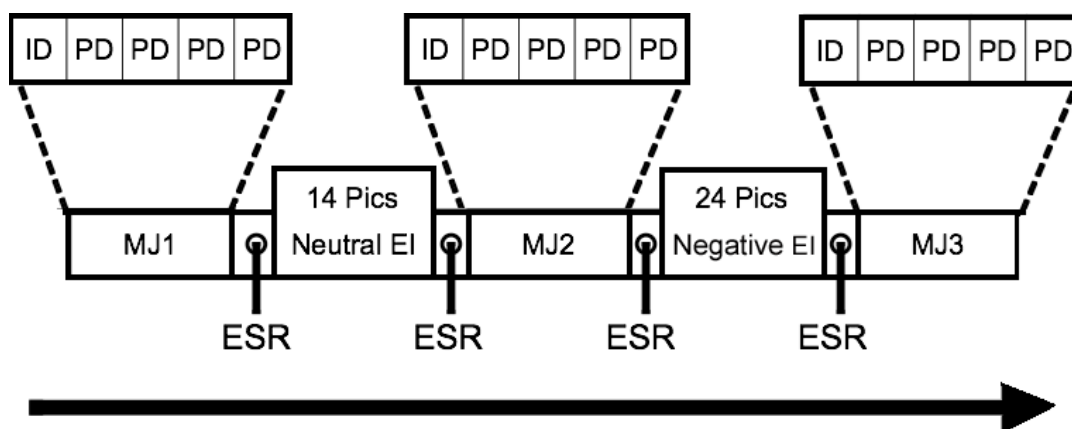 ID PD PD PD PD
ID PD PD PD PD
ID PD PD PD PD
MJ1
14 Pics
Neutral EI
MJ2
24 Pics
Negative EI
MJ3
ESR
ESR
ESR
ESR